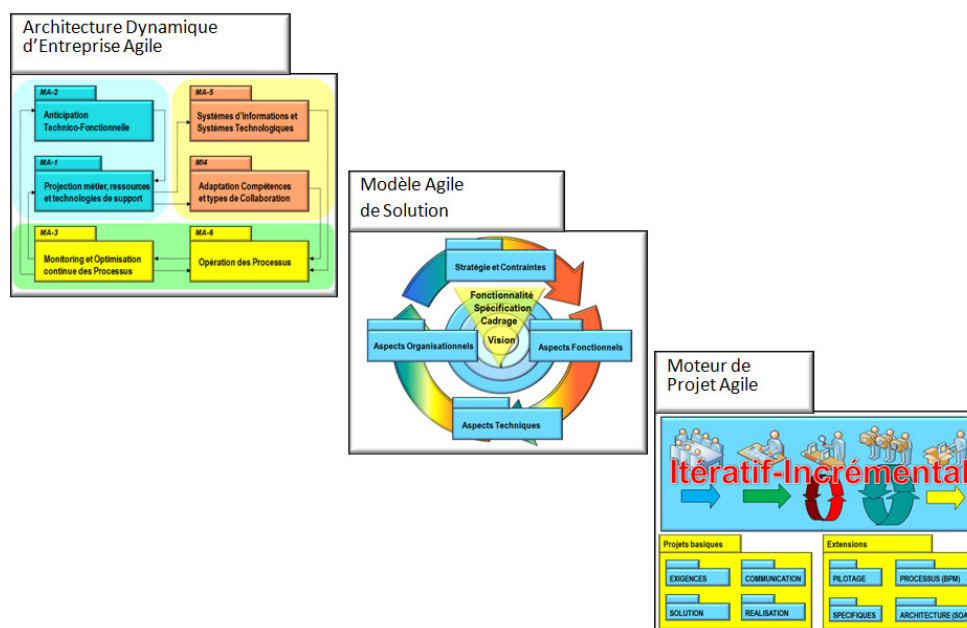 Architecture Dynamique
d'Entreprise Agile
MA-2
Anticipation
Technico-Fonctionnelle
MA-5
Systèmes d'Informations et
Systèmes Technologiques
MA-1
Projection métier, ressources
et technologies de support
MI4
Adaptation Compétences
et types de Collaboration
MA-3
Monitoring et Optimisation
continue des Processus
MA-6
Opération des Processus
Modèle Agile
de Solution
Stratégie et Contraintes
Fonctionnalité
Spécification
Cadrage
Vision
Aspects Organisationnels
Aspects Fonctionnels
Aspects Techniques
Moteur de
Projet Agile
Itératif-Incrémental
Projets basiques
EXIGENCES
COMMUNICATION
SOLUTION
REALISATION
Extensions
PILOTAGE
PROCESSUS (BPM)
SPECIFIQUES
ARCHITECTURE (SOA